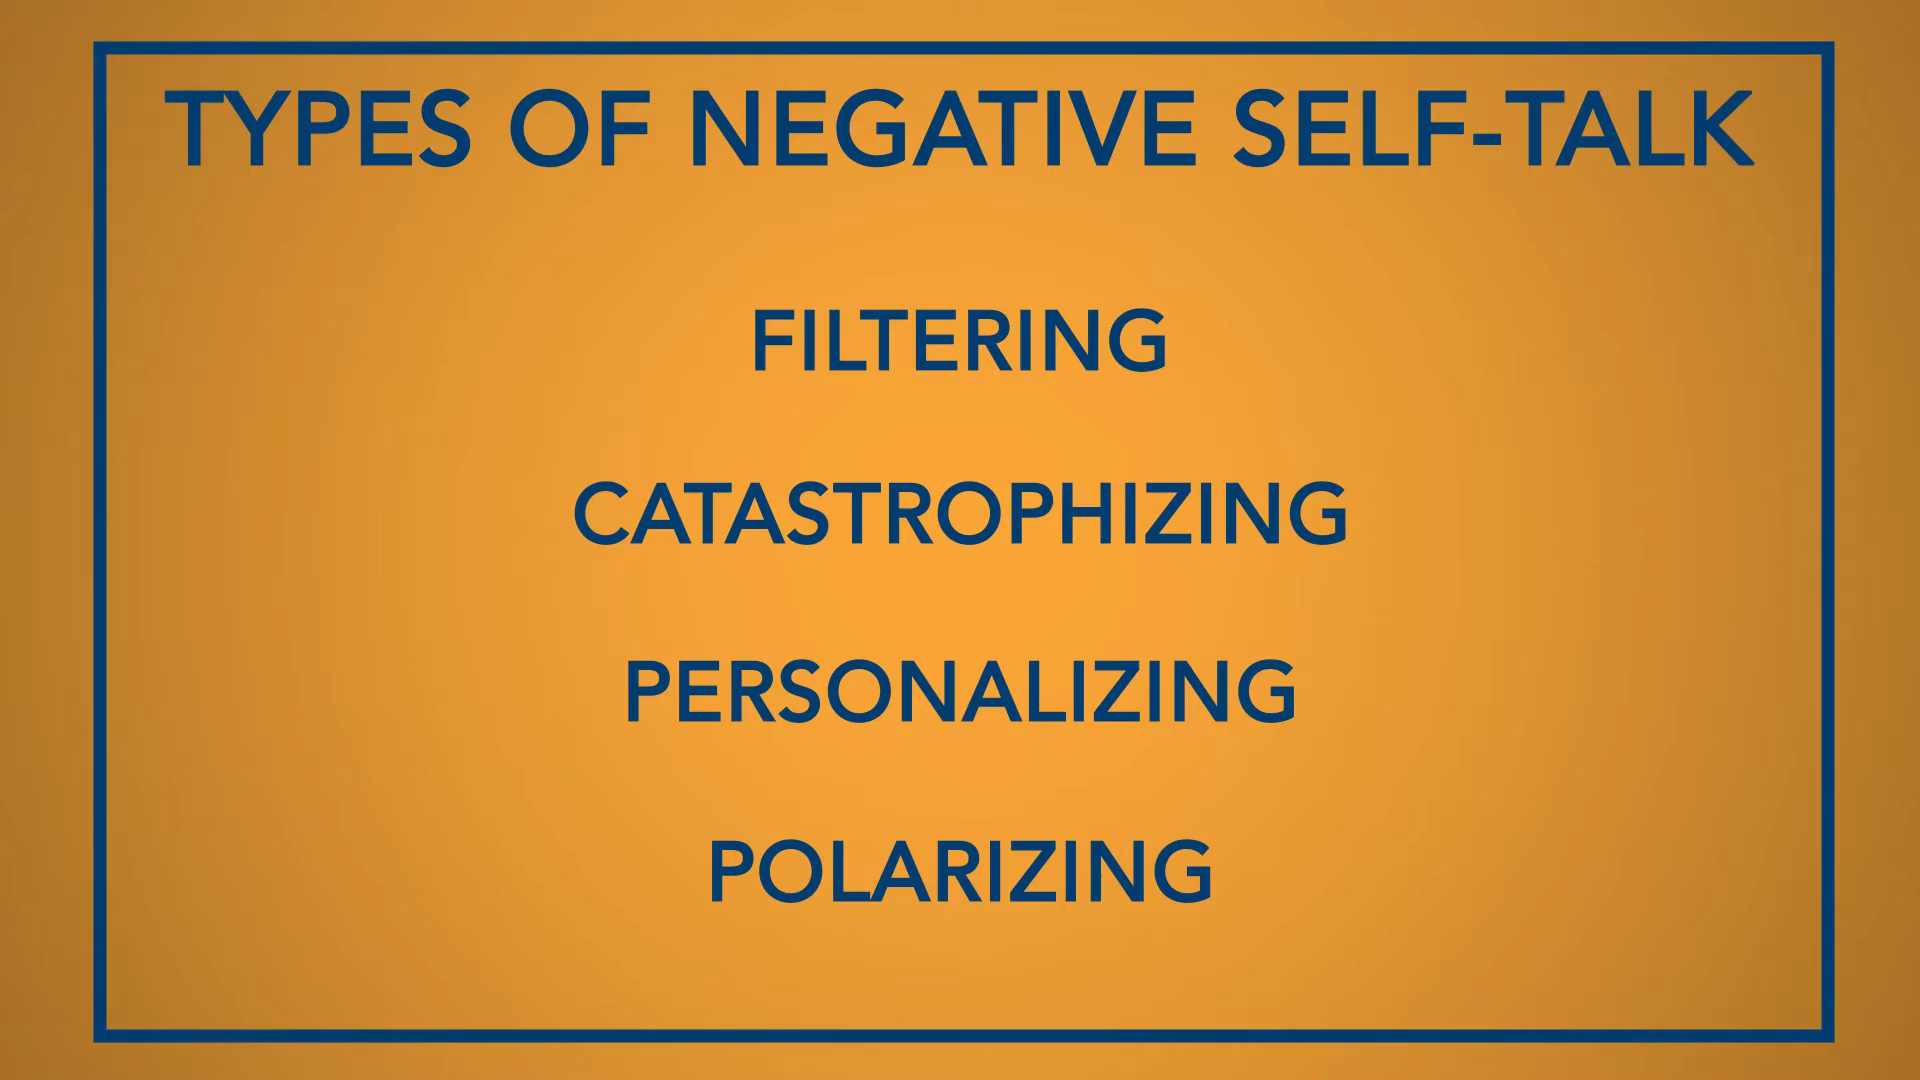 TYPES OF NEGATIVE SELF-TALK
FILTERING
CATASTROPHIZING
PERSONALIZING
POLARIZING